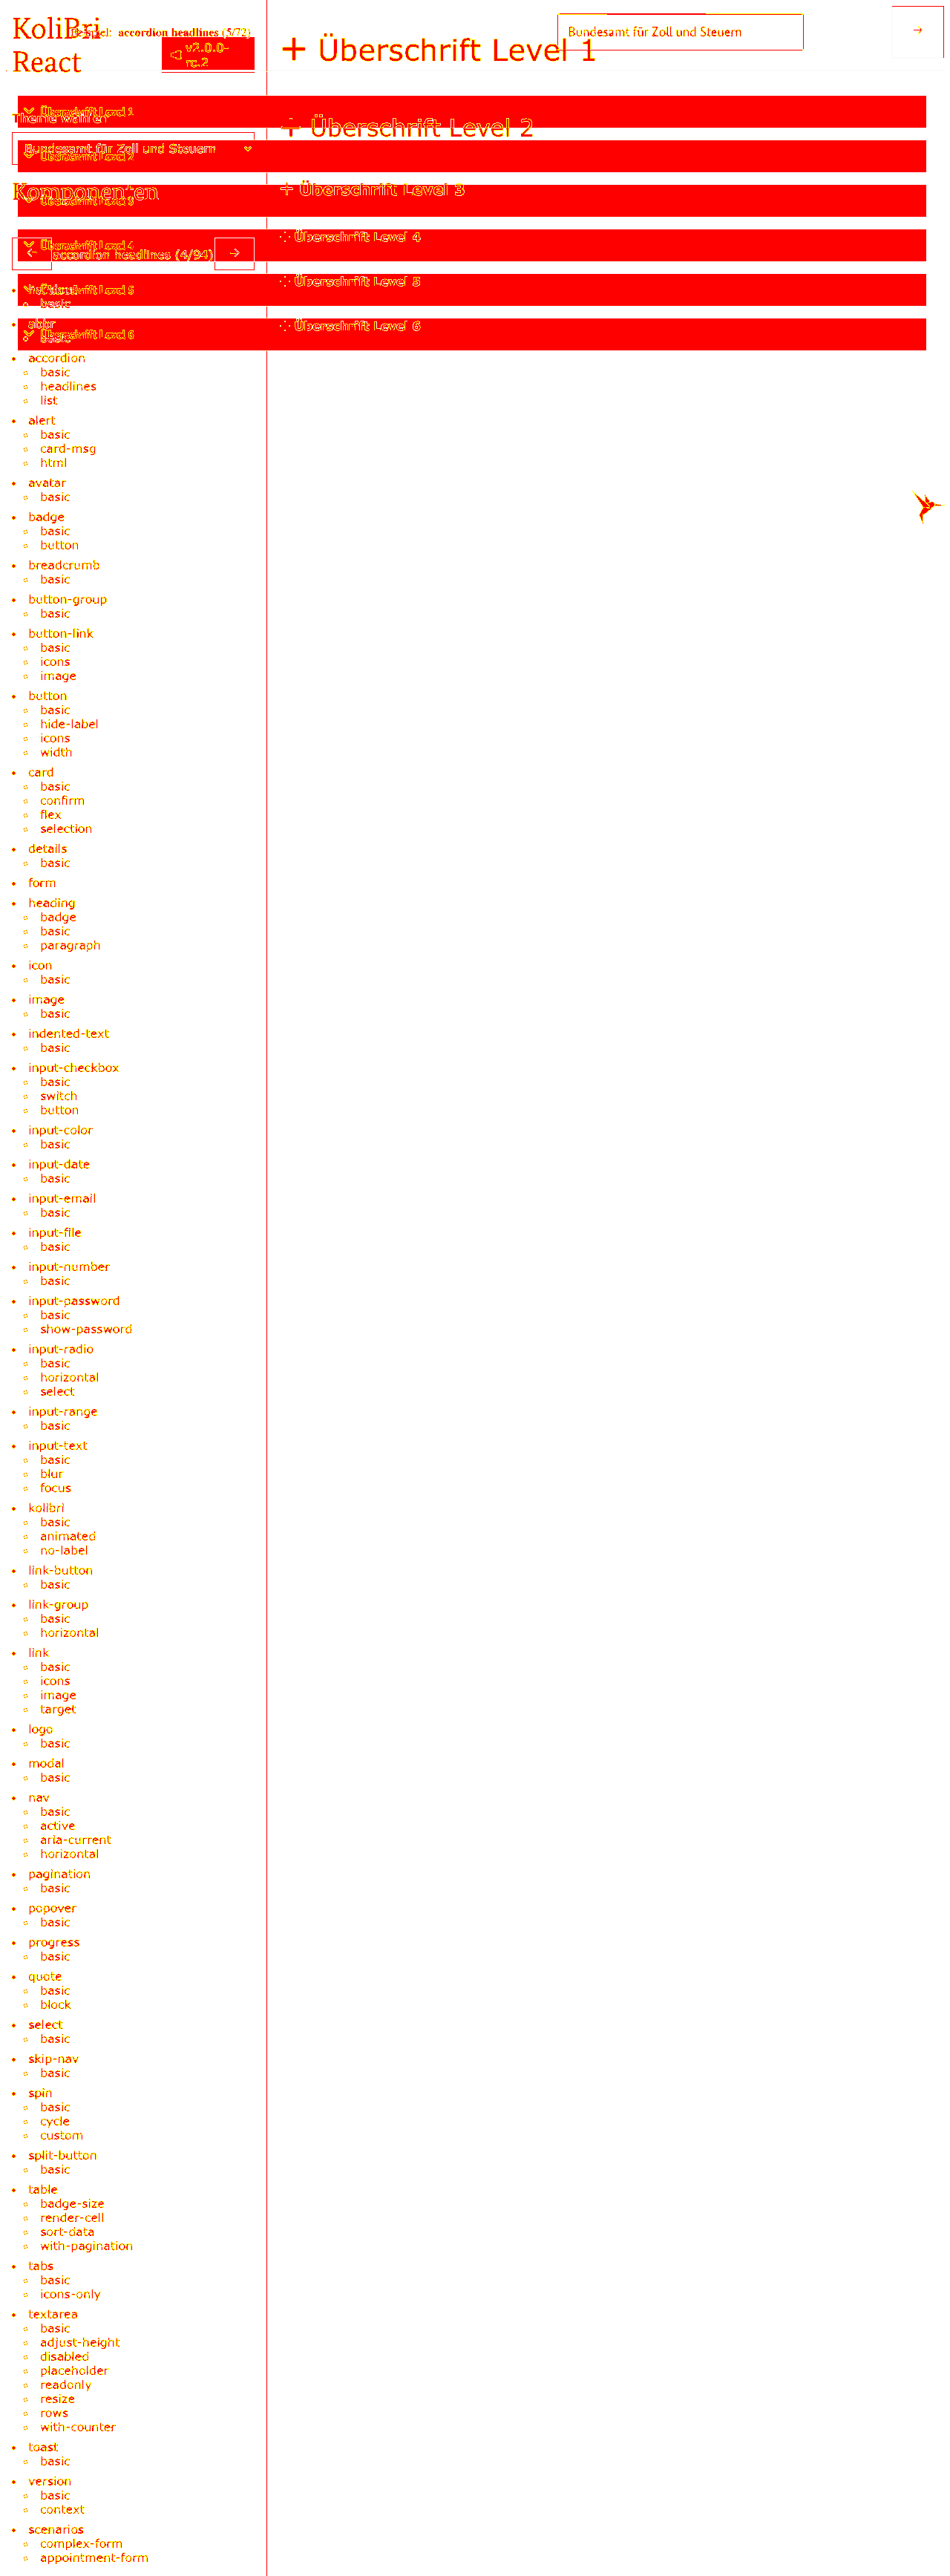 KoliBri
React
Beispiel: accordion headlines (5/72)
v2.0.0-
rc.2
Bundesamt für Zoll und Steuern
Überschrift Level 1
Überschrift Level 1
Theme wählen
Überschrift Level 2
Bundesamt für Zoll und Steuern
Überschrift Level 2
Komponenten
Überschrift Level 3
Überschrift Level 3
Überschrift Level 4
Überschrift Level 4
accordion headlines (4/94)
Überschrift Level 5
Überschrift Level 5
basic
abbr
Überschrift Level 6
Überschrift Level 6
basic
accordion
basic
headlines
list
alert
basic
card-msg
html
avatar
basic
badge
basic
button
breadcrumb
basic
button-group
basic
button-link
basic
icons
image
button
basic
hide-label
icons
width
card
basic
confirm
flex
selection
details
basic
form
heading
badge
basic
paragraph
icon
basic
image
basic
indented-text
basic
input-checkbox
basic
switch
button
input-color
basic
input-date
basic
input-email
basic
input-file
basic
input-number
basic
input-password
basic
show-password
input-radio
basic
horizontal
select
input-range
basic
input-text
basic
blur
focus
kolibri
basic
animated
no-label
link-button
basic
link-group
basic
horizontal
link
basic
icons
image
target
logo
basic
modal
basic
nav
basic
active
aria-current
horizontal
pagination
basic
popover
basic
progress
basic
quote
basic
block
select
basic
skip-nav
basic
spin
basic
cycle
custom
split-button
basic
table
badge-size
render-cell
sort-data
with-pagination
tabs
basic
icons-only
textarea
basic
adjust-height
disabled
placeholder
readonly
resize
rows
with-counter
toast
basic
version
basic
context
scenarios
complex-form
appointment-form